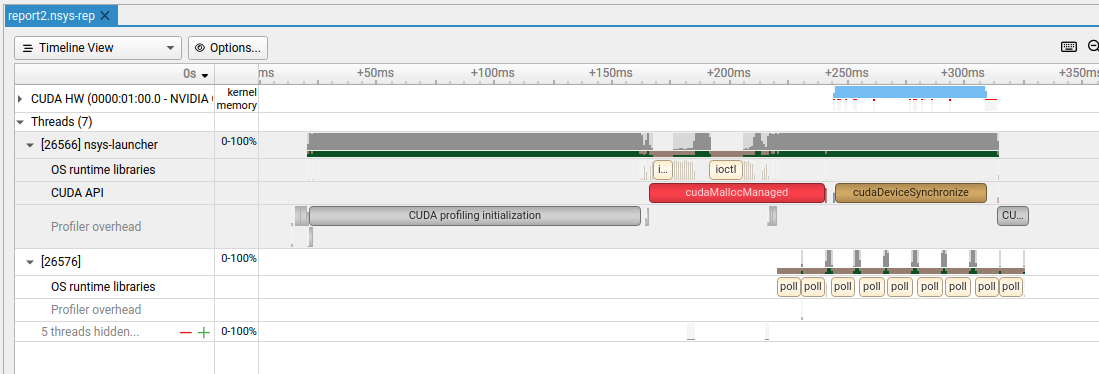 report2.nsys-rep
Timeline View Options...
0s ms +50ms +100ms +150ms +200ms +250ms +300ms +350ms
CUDA HW (0000:01:00.0 - NVIDIA kernel
memory
Threads (7)
[26566] nsys-launcher 0-100%
OS runtime libraries i... ioctl
CUDA API cudaMallocManaged cudaDeviceSynchronize
Profiler overhead CUDA profiling initialization CU...
[26576] 0-100%
OS runtime libraries poll poll poll poll poll poll poll poll poll
Profiler overhead
5 threads hidden... 0-100%